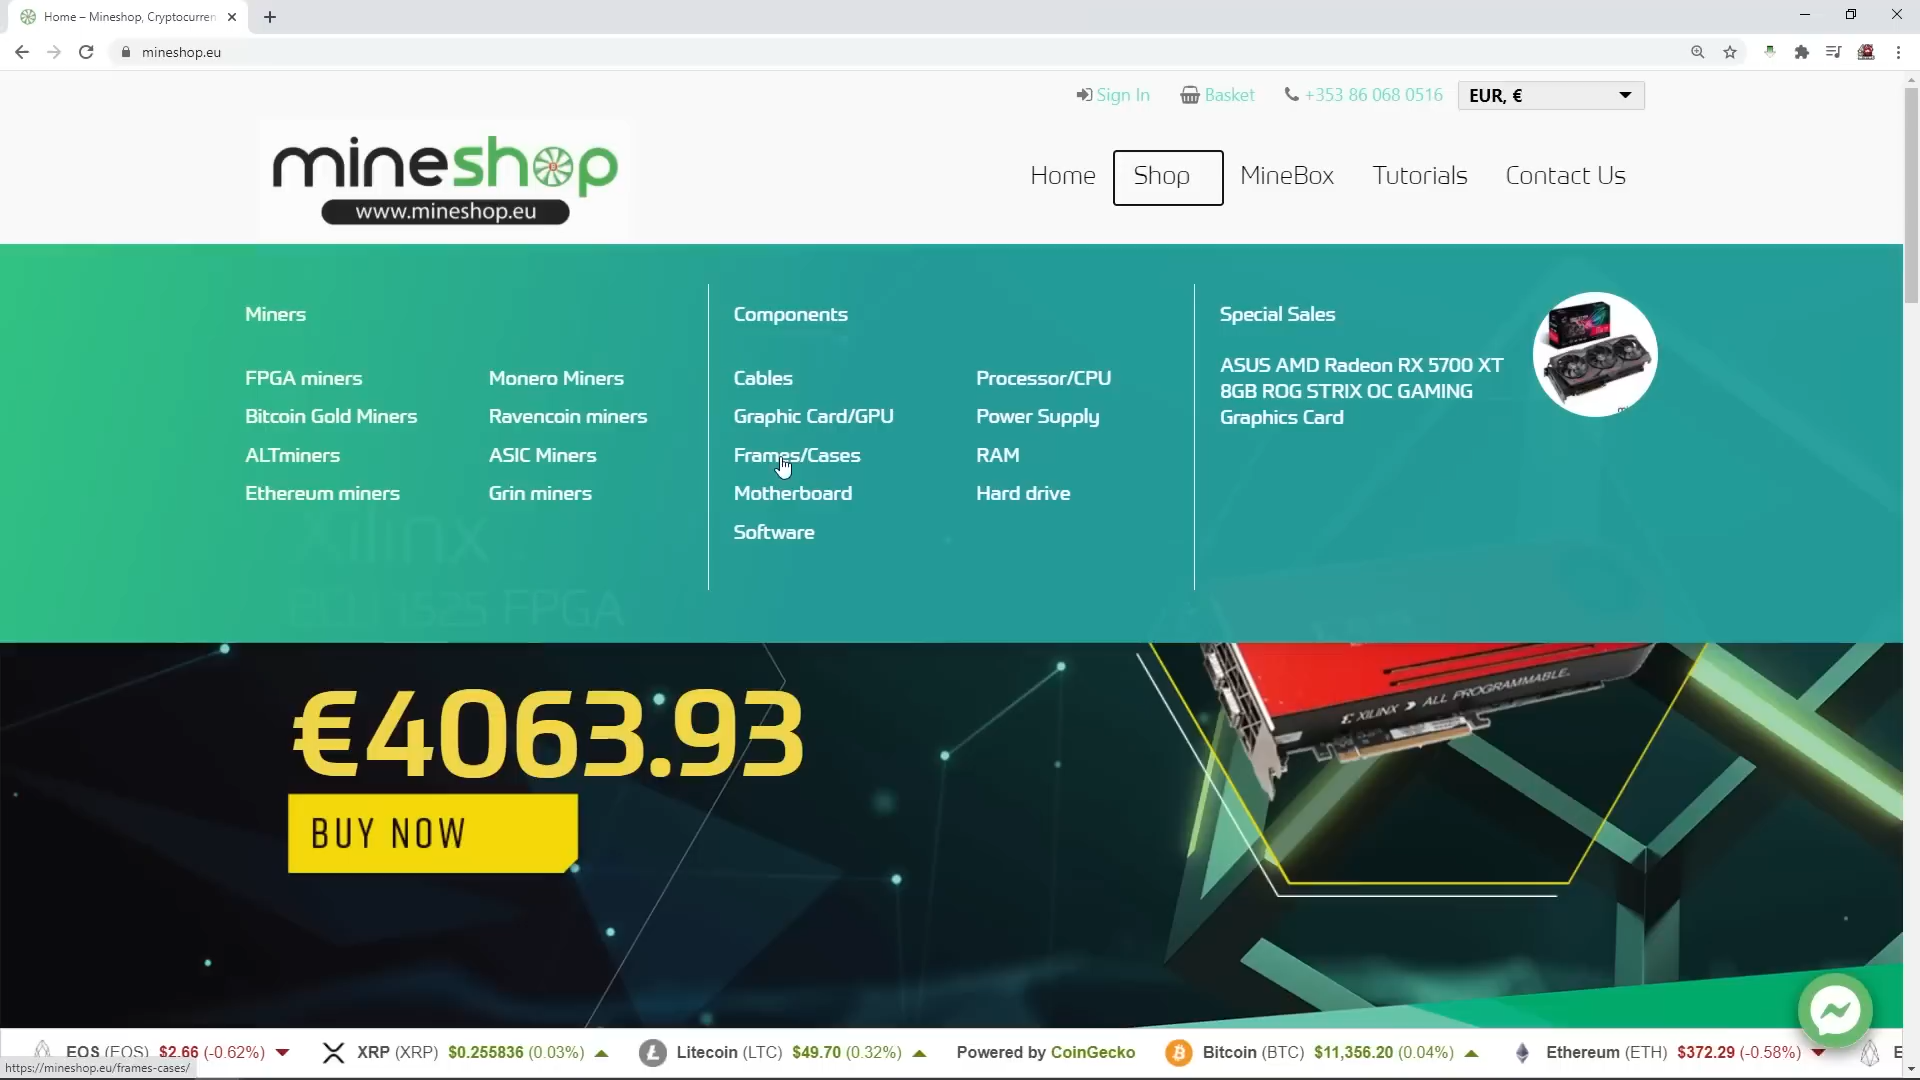 Home – Mineshop, Cryptocurren
mineshop.eu
Sign In
Basket
+353 86 068 0516
EUR, €
mineshop
www.mineshop.eu
Home
Shop
MineBox
Tutorials
Contact Us
Miners
FPGA miners
Bitcoin Gold Miners
ALTminers
Ethereum miners
Monero Miners
Ravencoin miners
ASIC Miners
Grin miners
Components
Cables
Graphic Card/GPU
Frames/Cases
Motherboard
Software
Processor/CPU
Power Supply
RAM
Hard drive
Special Sales
ASUS AMD Radeon RX 5700 XT
8GB ROG STRIX OC GAMING
Graphics Card
Xilinx
BCU 1525 FPGA
€4063.93
BUY NOW
XILINX ALL PROGRAMMABLE.
EOS (EOS) $2.66 (-0.62%)
XRP (XRP) $0.255836 (0.03%)
Litecoin (LTC) $49.70 (0.32%)
Powered by CoinGecko
Bitcoin (BTC) $11,356.20 (0.04%)
Ethereum (ETH) $372.29 (-0.58%)
https://mineshop.eu/frames-cases/